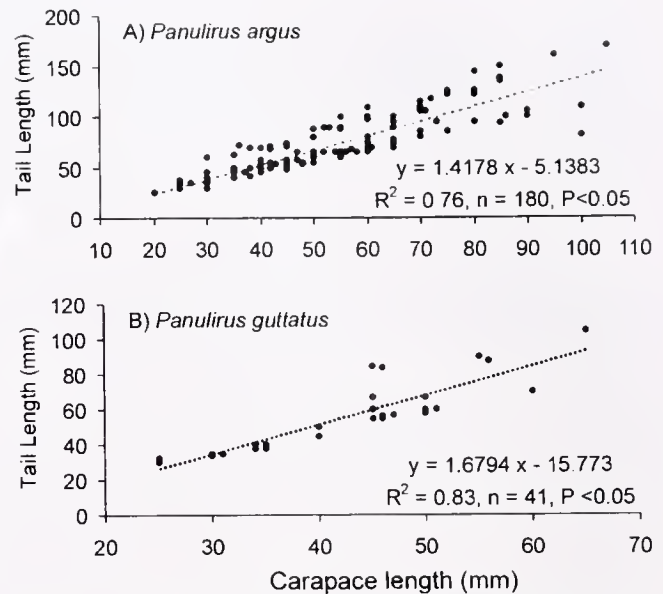 A) Panulirus argus
Tail Length (mm)
200
150
100
50
0
y = 1.4178 x - 5.1383
R² = 0 76, n = 180, P<0.05
10 20 30 40 50 60 70 80 90 100 110
B) Panulirus guttatus
Tail Length (mm)
120
100
80
60
40
20
0
y = 1.6794 x - 15.773
R² = 0.83, n = 41, P <0.05
20 30 40 50 60 70
Carapace length (mm)